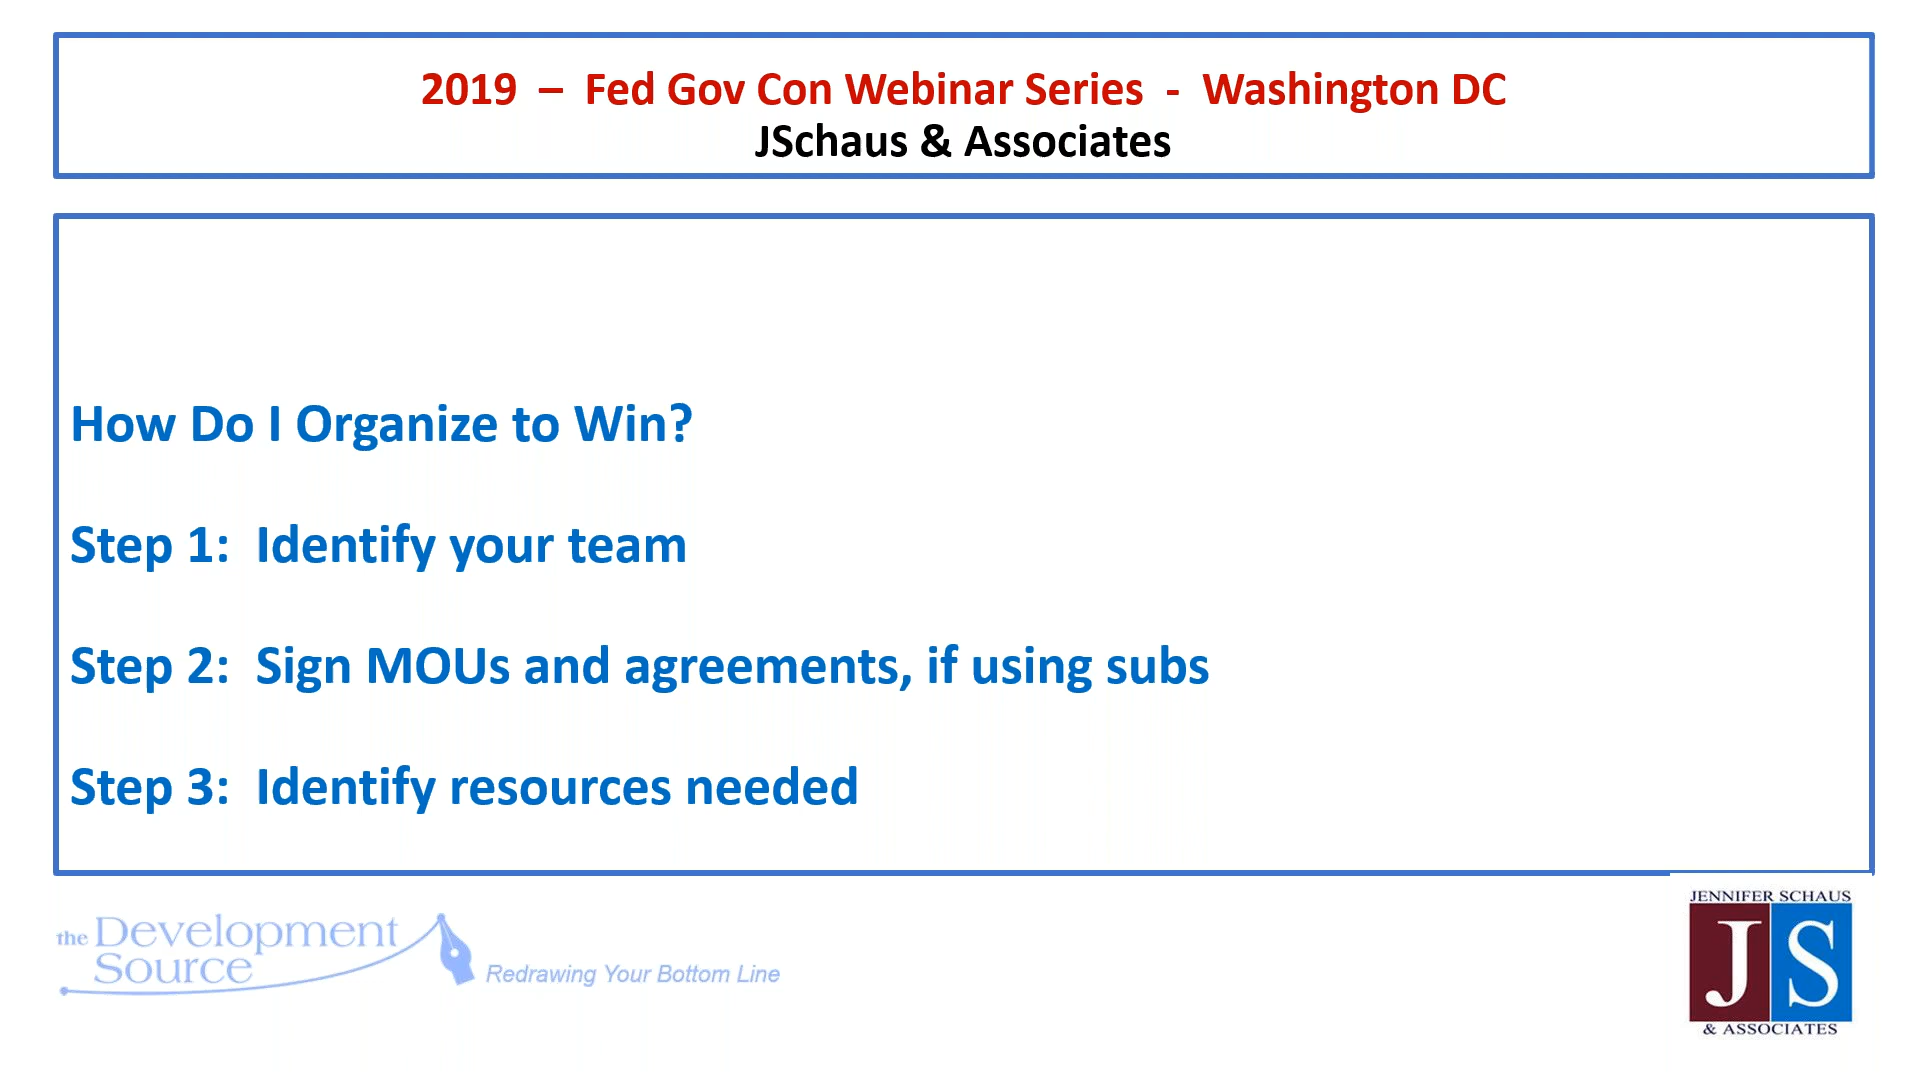 2019 – Fed Gov Con Webinar Series - Washington DC
JSchaus & Associates
How Do I Organize to Win?
Step 1: Identify your team
Step 2: Sign MOUs and agreements, if using subs
Step 3: Identify resources needed
the Development
Source
Redrawing Your Bottom Line
JENNIFER SCHAUS
JS
& ASSOCIATES